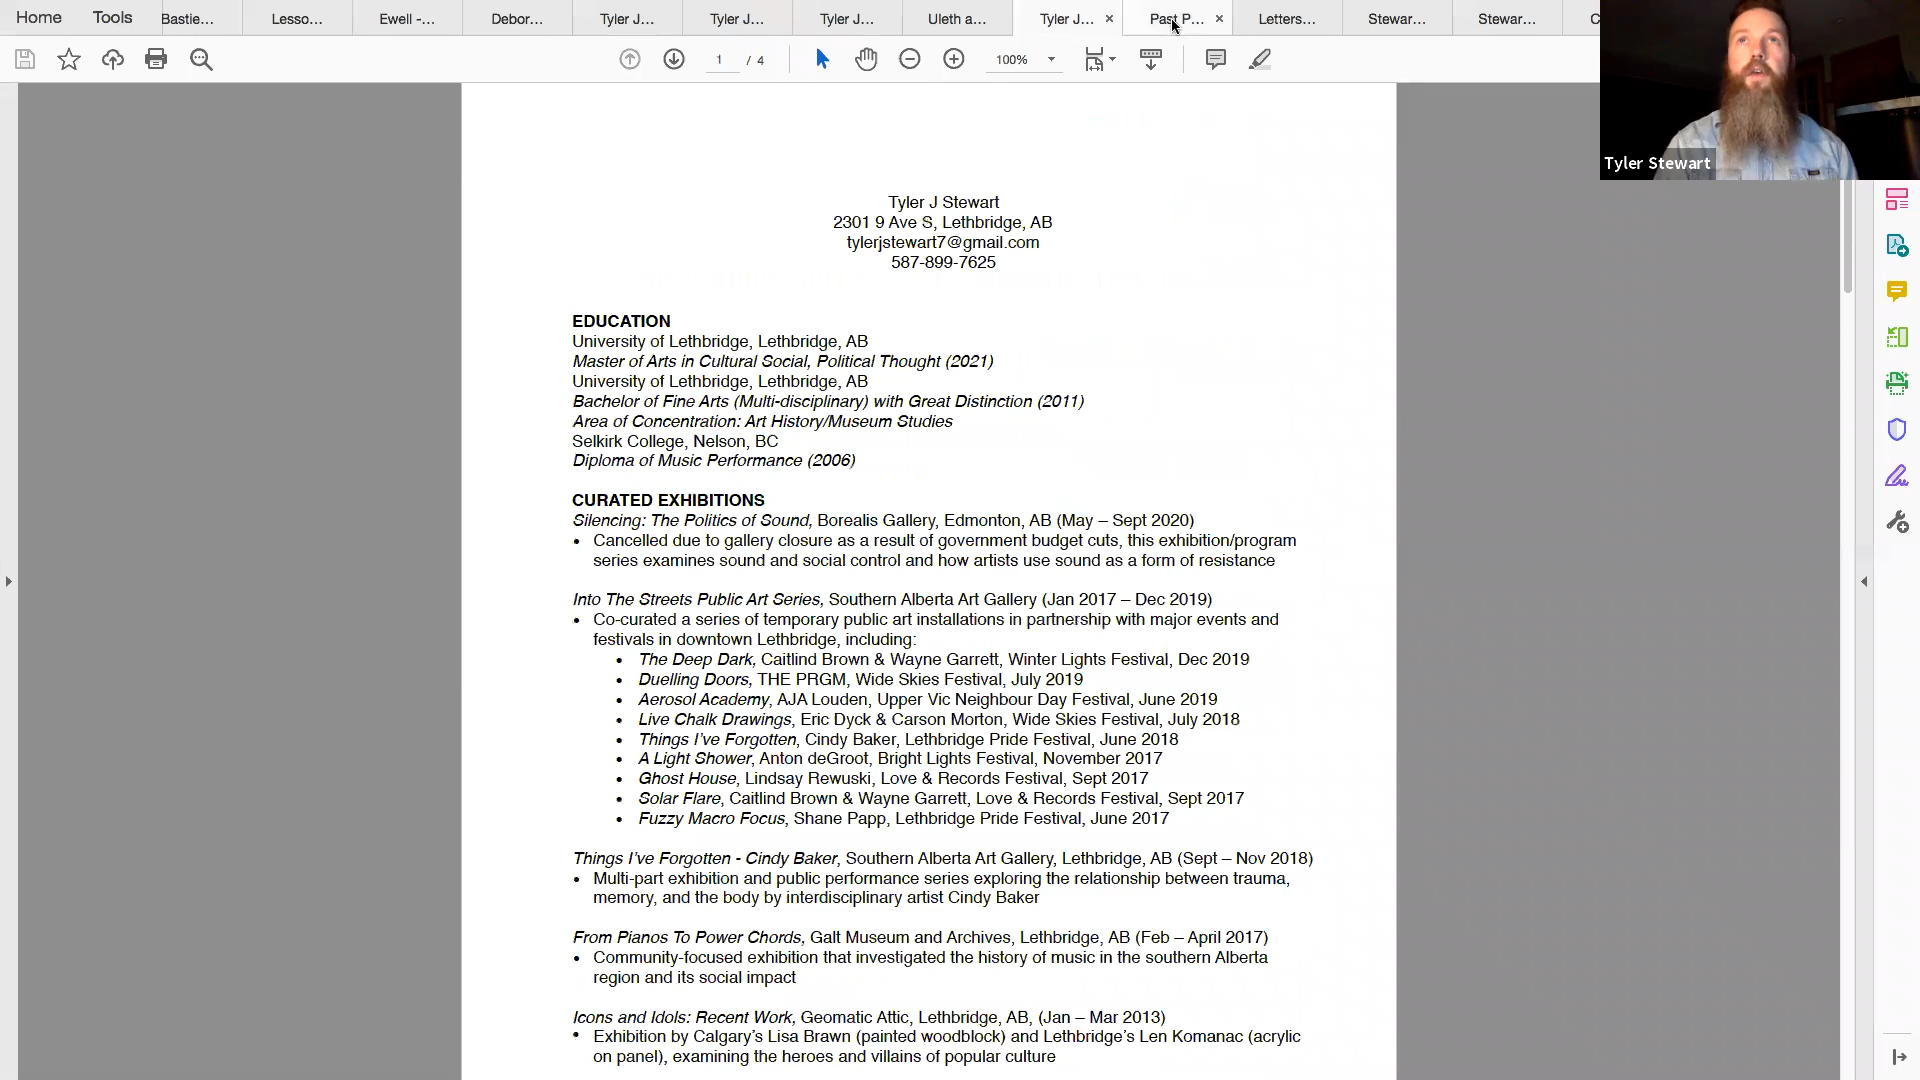 Home Tools Bastie... Lesso... Ewell -... Debor... Tyler J... Tyler J... Tyler J... Uleth a... Tyler J... × Past P... × Letters... Stewar... Stewar... C
1 / 4 100%
Tyler Stewart
Tyler J Stewart
2301 9 Ave S, Lethbridge, AB
tylerjstewart7@gmail.com
587-899-7625
EDUCATION
University of Lethbridge, Lethbridge, AB
Master of Arts in Cultural Social, Political Thought (2021)
University of Lethbridge, Lethbridge, AB
Bachelor of Fine Arts (Multi-disciplinary) with Great Distinction (2011)
Area of Concentration: Art History/Museum Studies
Selkirk College, Nelson, BC
Diploma of Music Performance (2006)
CURATED EXHIBITIONS
Silencing: The Politics of Sound, Borealis Gallery, Edmonton, AB (May – Sept 2020)
• Cancelled due to gallery closure as a result of government budget cuts, this exhibition/program
series examines sound and social control and how artists use sound as a form of resistance
Into The Streets Public Art Series, Southern Alberta Art Gallery (Jan 2017 – Dec 2019)
• Co-curated a series of temporary public art installations in partnership with major events and
festivals in downtown Lethbridge, including:
• The Deep Dark, Caitlind Brown & Wayne Garrett, Winter Lights Festival, Dec 2019
• Duelling Doors, THE PRGM, Wide Skies Festival, July 2019
• Aerosol Academy, AJA Louden, Upper Vic Neighbour Day Festival, June 2019
• Live Chalk Drawings, Eric Dyck & Carson Morton, Wide Skies Festival, July 2018
• Things I've Forgotten, Cindy Baker, Lethbridge Pride Festival, June 2018
• A Light Shower, Anton deGroot, Bright Lights Festival, November 2017
• Ghost House, Lindsay Rewuski, Love & Records Festival, Sept 2017
• Solar Flare, Caitlind Brown & Wayne Garrett, Love & Records Festival, Sept 2017
• Fuzzy Macro Focus, Shane Papp, Lethbridge Pride Festival, June 2017
Things I've Forgotten - Cindy Baker, Southern Alberta Art Gallery, Lethbridge, AB (Sept – Nov 2018)
• Multi-part exhibition and public performance series exploring the relationship between trauma,
memory, and the body by interdisciplinary artist Cindy Baker
From Pianos To Power Chords, Galt Museum and Archives, Lethbridge, AB (Feb – April 2017)
• Community-focused exhibition that investigated the history of music in the southern Alberta
region and its social impact
Icons and Idols: Recent Work, Geomatic Attic, Lethbridge, AB, (Jan – Mar 2013)
• Exhibition by Calgary's Lisa Brawn (painted woodblock) and Lethbridge's Len Komanac (acrylic
on panel), examining the heroes and villains of popular culture